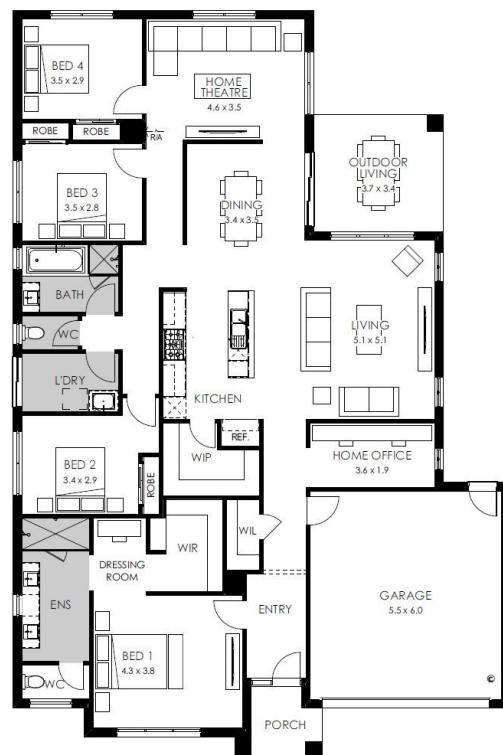 BED 4
3.5 x 2.9
HOME
THEATRE
4.6 x 3.5
ROBE
ROBE
R/A
BED 3
3.5 x 2.8
DINING
3.4 x 3.5
OUTDOOR
LIVING
3.7 x 3.4
BATH
WC
LIVING
5.1 x 5.1
L'DRY
KITCHEN
REF.
WIP
HOME OFFICE
3.6 x 1.9
BED 2
3.4 x 2.9
ROBE
WIR
WIL
DRESSING
ROOM
ENS
ENTRY
GARAGE
5.5 x 6.0
BED 1
4.3 x 3.8
WC
PORCH
©